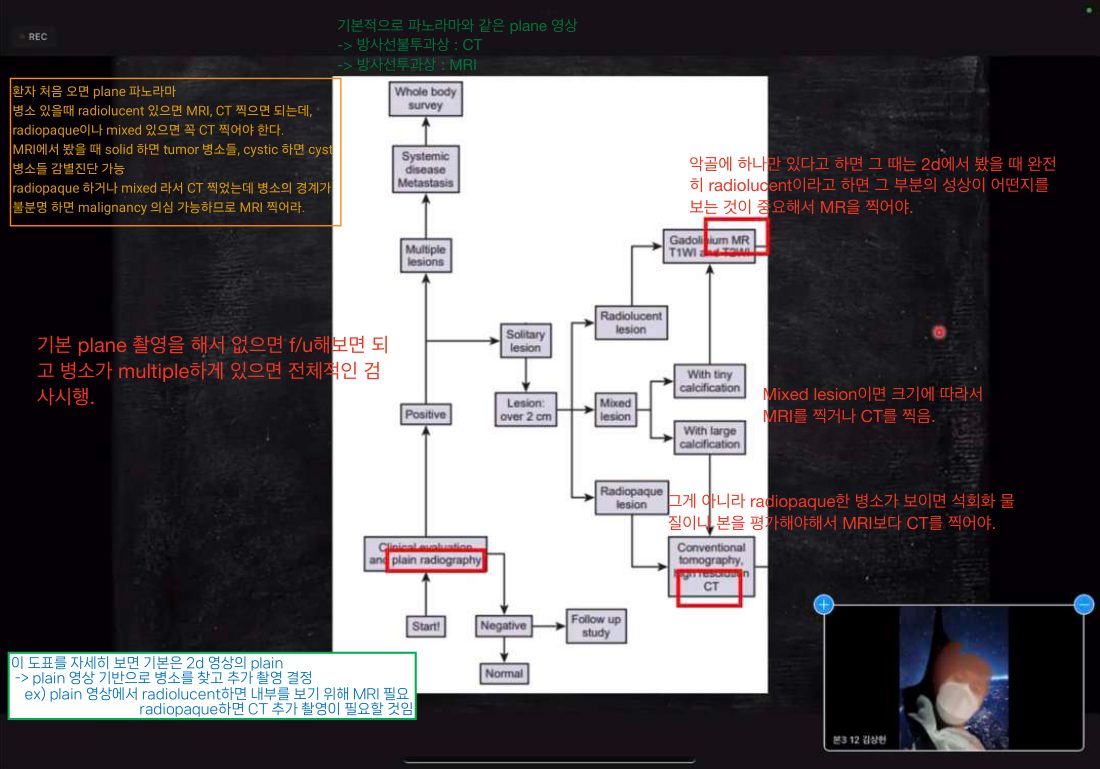 REC
기본적으로 파노라마와 같은 plane 영상
-> 방사선불투과상 : CT
-> 방사선투과상 : MRI
환자 처음 오면 plane 파노라마
병소 있을때 radiolucent 있으면 MRI, CT 찍으면 되는데,
radiopaque이나 mixed 있으면 꼭 CT 찍어야 한다.
MRI에서 봤을 때 solid 하면 tumor 병소들, cystic 하면 cyst
병소들 감별진단 가능
radiopaque 하거나 mixed 라서 CT 찍었는데 병소의 경계가
불분명 하면 malignancy 의심 가능하므로 MRI 찍어라.
Whole body
survey
Systemic
disease
Metastasis
Multiple
lesions
악골에 하나만 있다고 하면 그 때는 2d에서 봤을 때 완전
히 radiolucent이라고 하면 그 부분의 성상이 어떤지를
보는 것이 중요해서 MR을 찍어야.
Gadolinium MR
T1WI and T2WI
Radiolucent
lesion
Solitary
lesion
기본 plane 촬영을 해서 없으면 f/u해보면 되
고 병소가 multiple하게 있으면 전체적인 검
사시행.
With tiny
calcification
Lesion:
over 2 cm
Mixed
lesion
Positive
With large
calcification
Mixed lesion이면 크기에 따라서
MRI를 찍거나 CT를 찍음.
Radiopaque
lesion
그게 아니라 radiopaque한 병소가 보이면 석회화 물
질이나 본을 평가해야해서 MRI보다 CT를 찍어야.
Clinical evaluation
and plain radiography
Conventional
tomography,
high resolution
CT
Start!
Negative
Follow up
study
Normal
이 도표를 자세히 보면 기본은 2d 영상의 plain
-> plain 영상 기반으로 병소를 찾고 추가 촬영 결정
ex) plain 영상에서 radiolucent하면 내부를 보기 위해 MRI 필요
radiopaque하면 CT 추가 촬영이 필요할 것임
본3 12 김상현